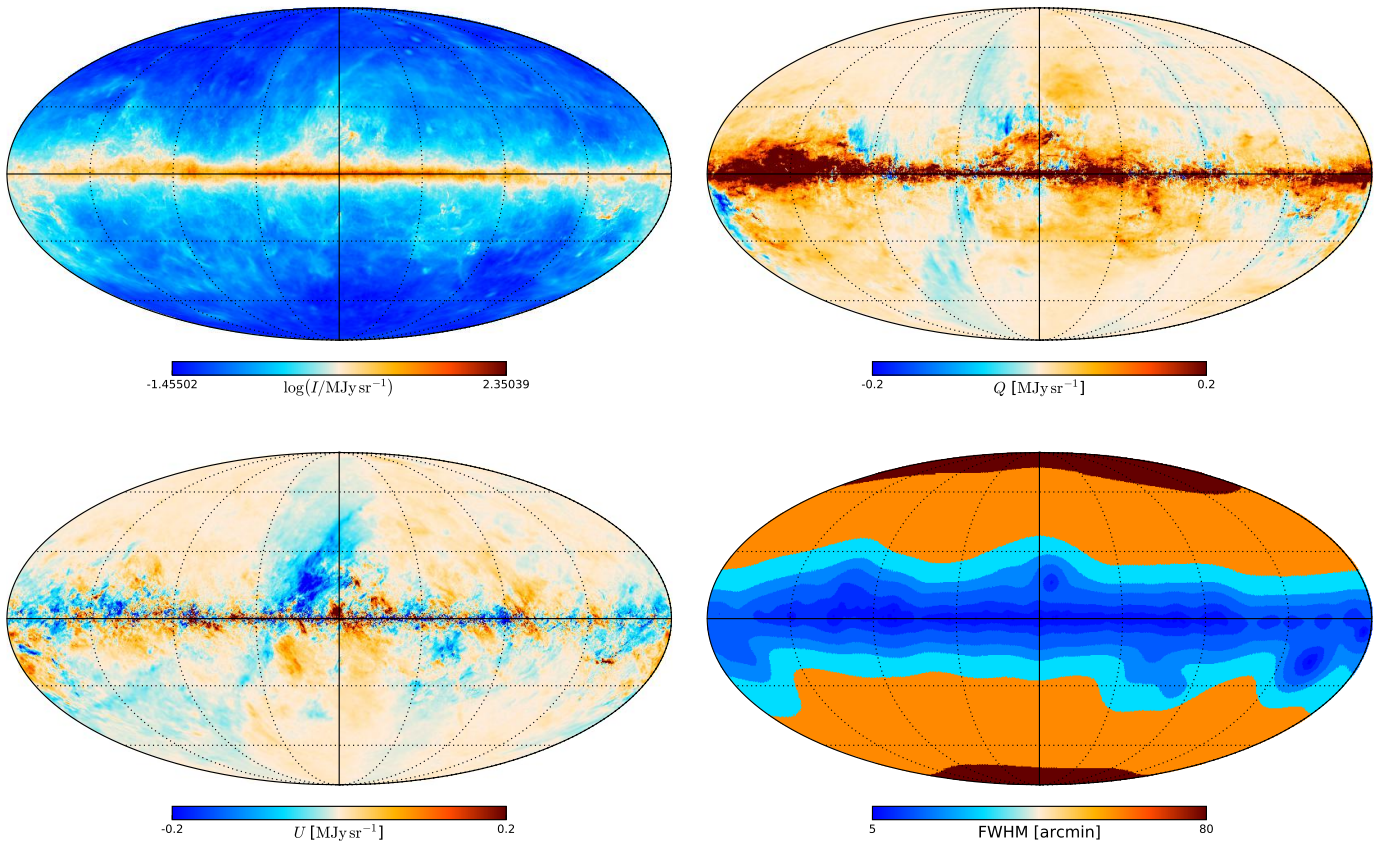 -1.45502 2.35039
log(I/MJy sr⁻¹)
-0.2 0.2
Q [MJy sr⁻¹]
-0.2 0.2
U [MJy sr⁻¹]
5 80
FWHM [arcmin]